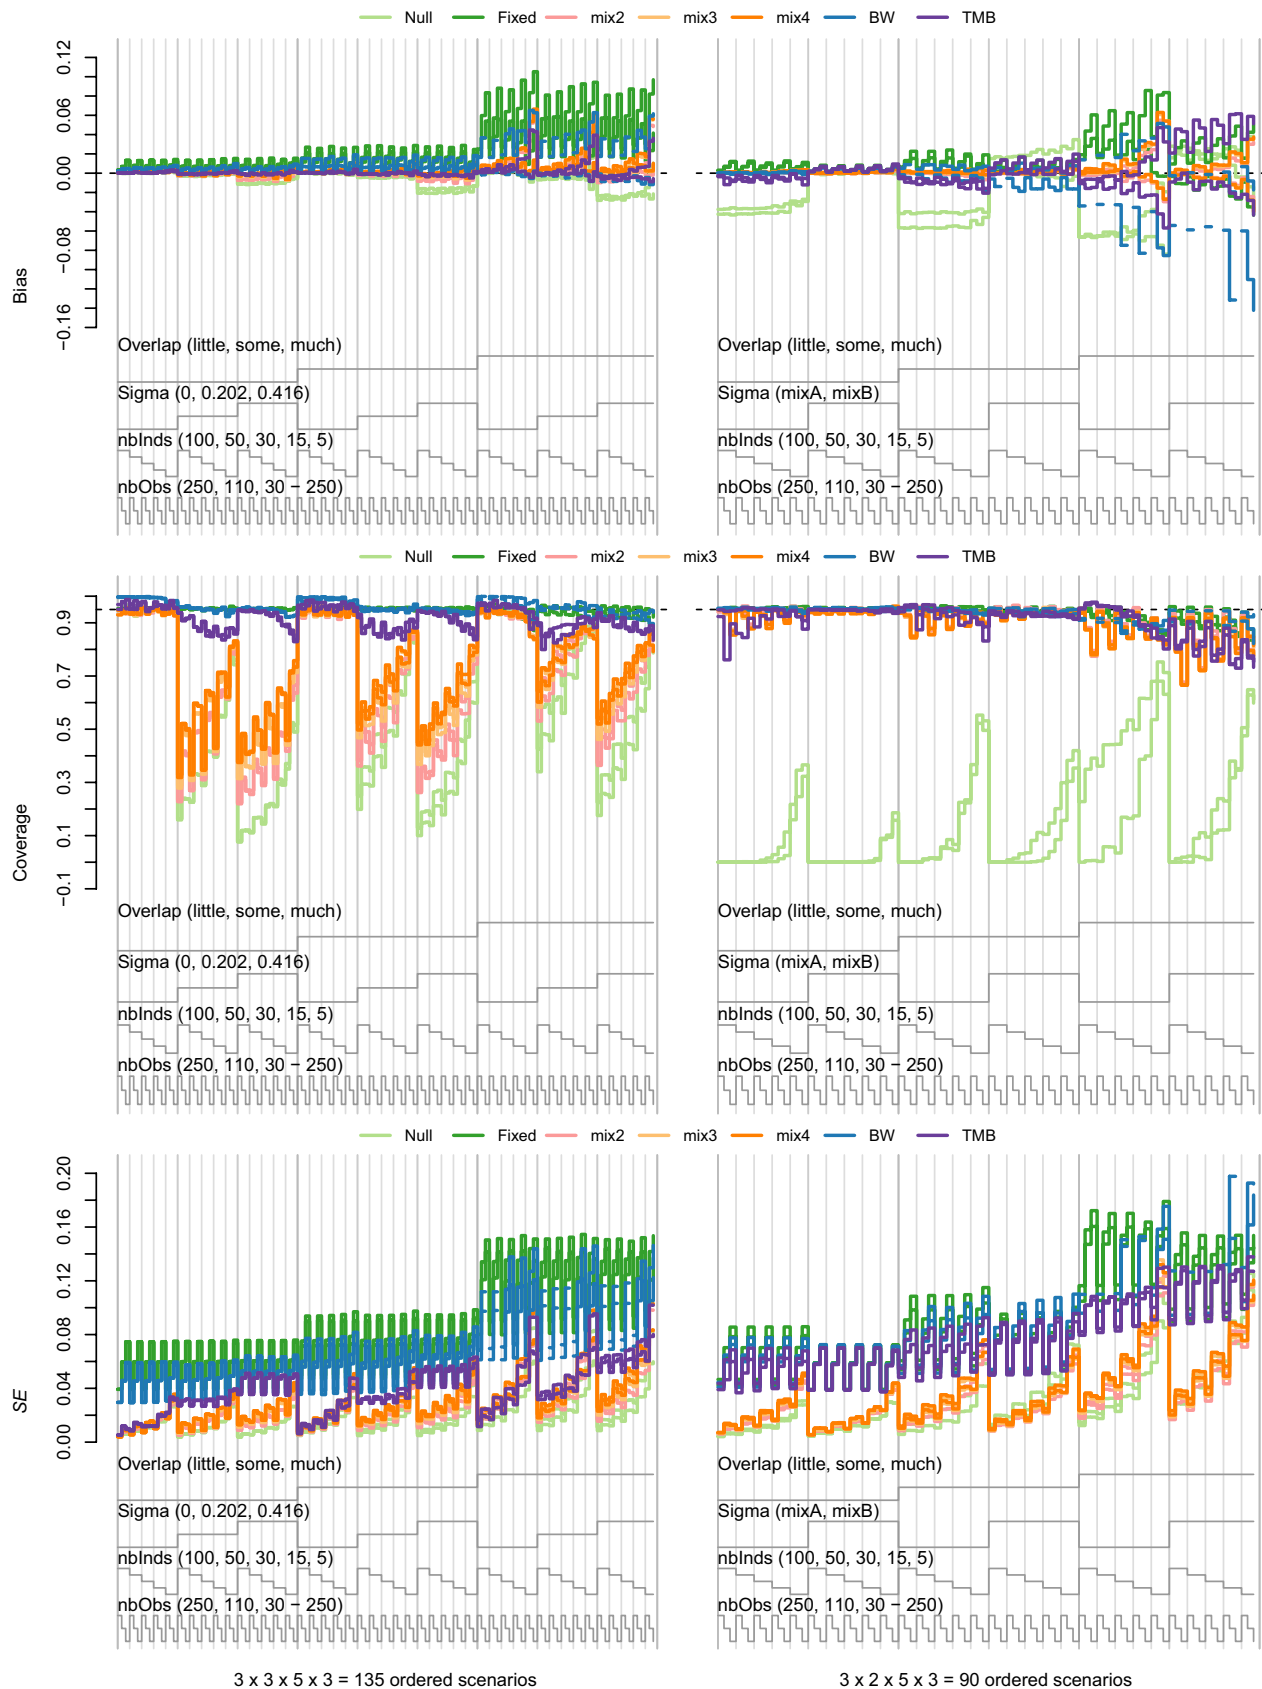 Null Fixed mix2 mix3 mix4 BW TMB
Bias
0.12
0.06
0.00
−0.08
−0.16
Overlap (little, some, much)
Sigma (0, 0.202, 0.416)
nbInds (100, 50, 30, 15, 5)
nbObs (250, 110, 30 − 250)
Overlap (little, some, much)
Sigma (mixA, mixB)
nbInds (100, 50, 30, 15, 5)
nbObs (250, 110, 30 − 250)
Null Fixed mix2 mix3 mix4 BW TMB
Coverage
0.9
0.7
0.5
0.3
0.1
−0.1
Overlap (little, some, much)
Sigma (0, 0.202, 0.416)
nbInds (100, 50, 30, 15, 5)
nbObs (250, 110, 30 − 250)
Overlap (little, some, much)
Sigma (mixA, mixB)
nbInds (100, 50, 30, 15, 5)
nbObs (250, 110, 30 − 250)
Null Fixed mix2 mix3 mix4 BW TMB
SE
0.20
0.16
0.12
0.08
0.04
0.00
Overlap (little, some, much)
Sigma (0, 0.202, 0.416)
nbInds (100, 50, 30, 15, 5)
nbObs (250, 110, 30 − 250)
Overlap (little, some, much)
Sigma (mixA, mixB)
nbInds (100, 50, 30, 15, 5)
nbObs (250, 110, 30 − 250)
3 x 3 x 5 x 3 = 135 ordered scenarios
3 x 2 x 5 x 3 = 90 ordered scenarios